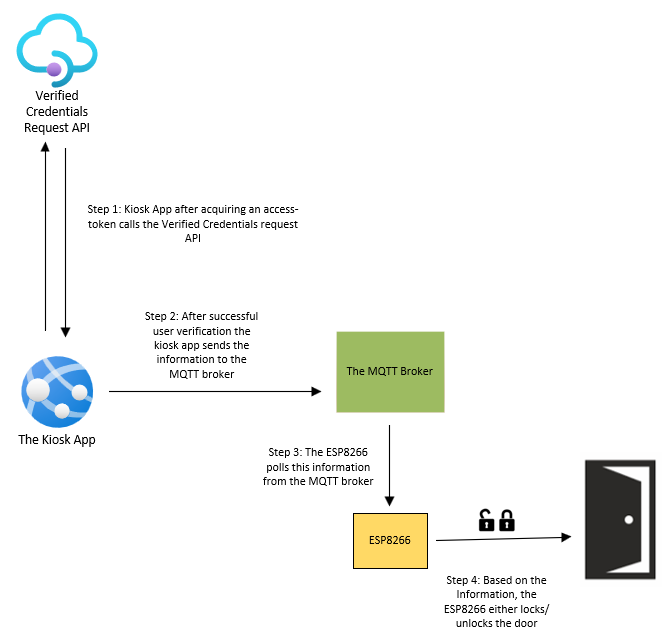 Verified
Credentials
Request API
Step 1: Kiosk App after acquiring an access-
token calls the Verified Credentials request
API
Step 2: After successful
user verification the
kiosk app sends the
information to the
MQTT broker
The MQTT Broker
The Kiosk App
Step 3: The ESP8266
polls this information
from the MQTT broker
ESP8266
Step 4: Based on the
Information, the
ESP8266 either locks/
unlocks the door